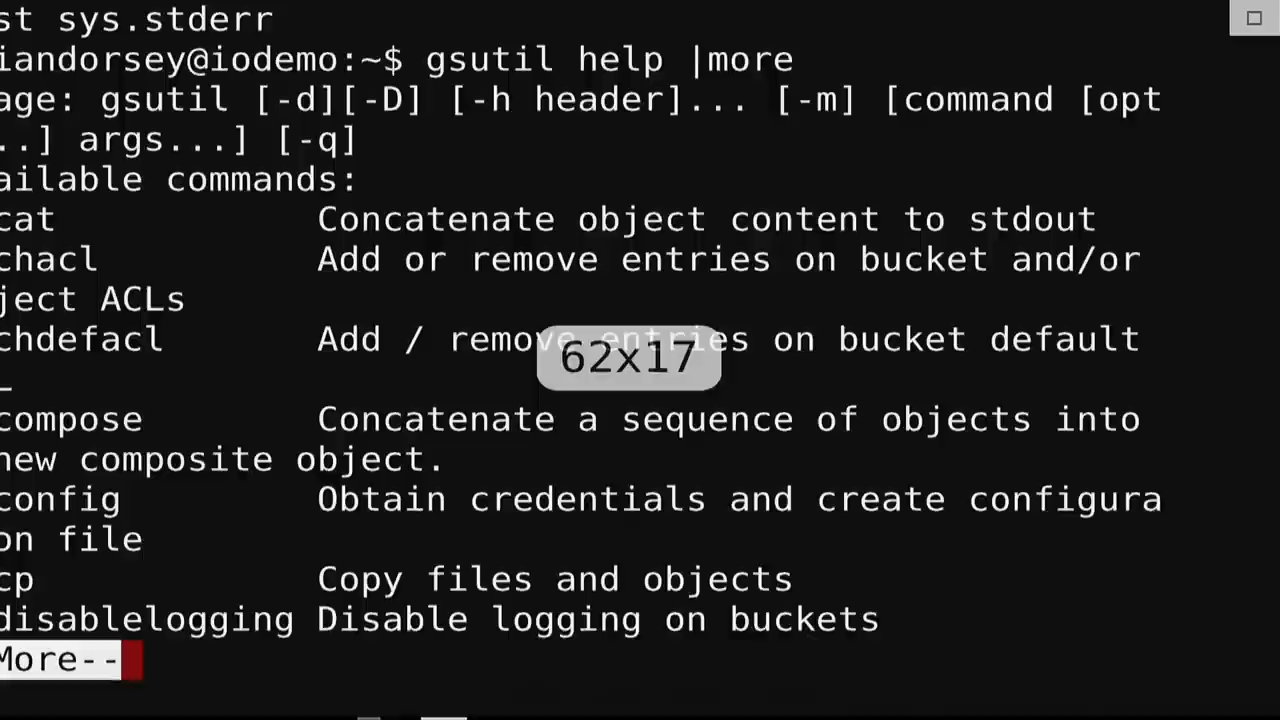 st sys.stderr
iandorsey@iodemo:~$ gsutil help |more
age: gsutil [-d][-D] [-h header]... [-m] [command [opt
..] args...] [-q]
ailable commands:
cat Concatenate object content to stdout
chacl Add or remove entries on bucket and/or
ject ACLs
chdefacl Add / remove entries on bucket default
62x17
compose Concatenate a sequence of objects into
new composite object.
config Obtain credentials and create configura
on file
cp Copy files and objects
disablelogging Disable logging on buckets
More--